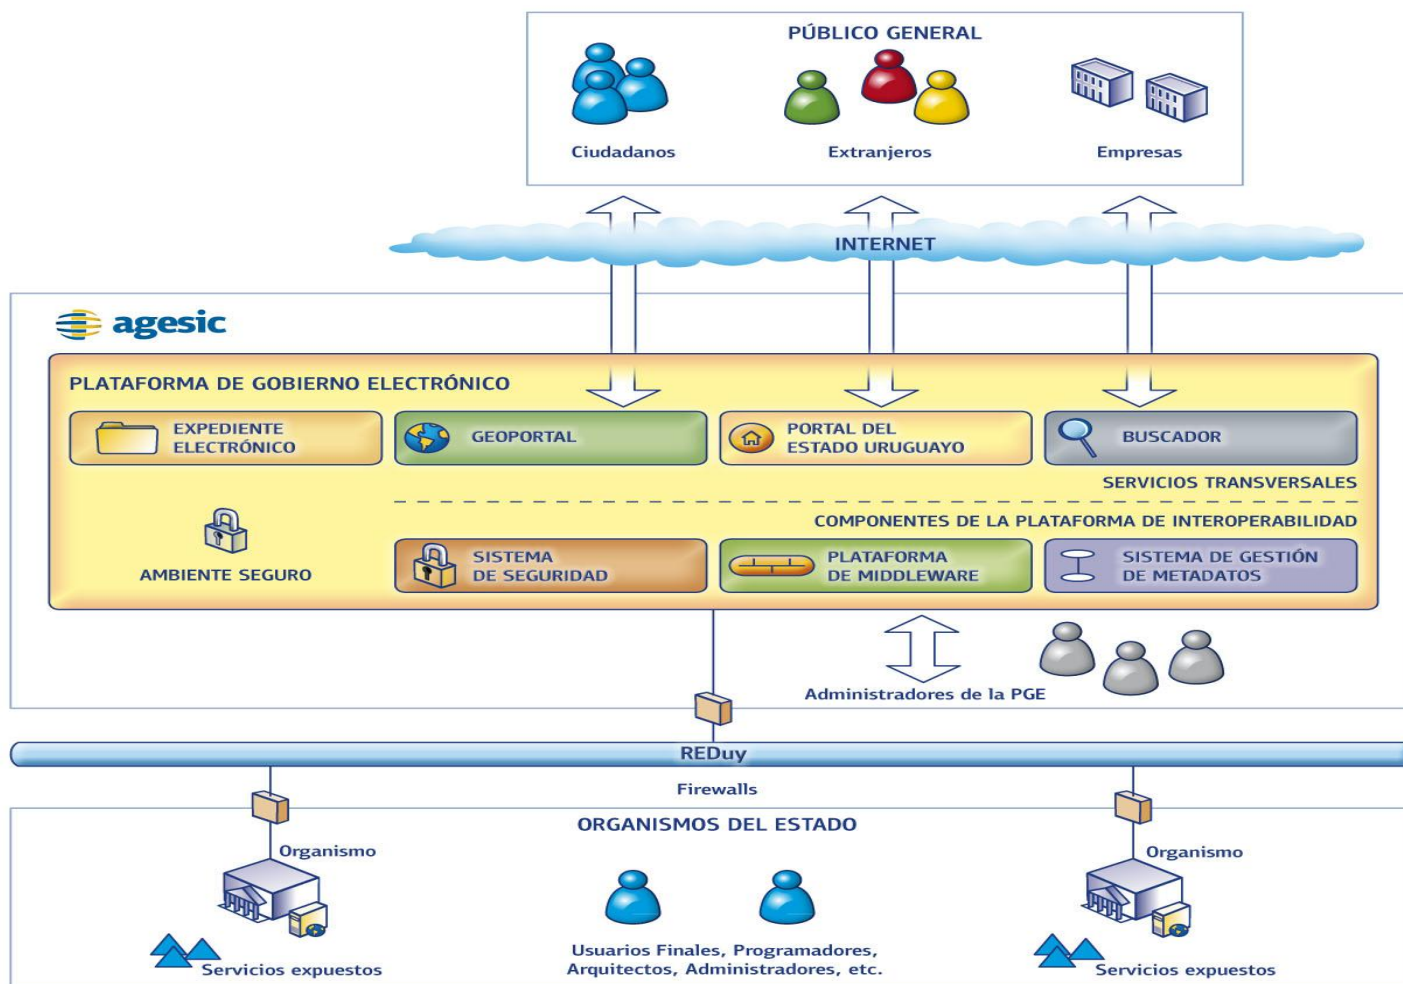 PÚBLICO GENERAL
Ciudadanos
Extranjeros
Empresas
INTERNET
agesic
PLATAFORMA DE GOBIERNO ELECTRÓNICO
EXPEDIENTE
ELECTRÓNICO
GEOPORTAL
PORTAL DEL
ESTADO URUGUAYO
BUSCADOR
SERVICIOS TRANSVERSALES
COMPONENTES DE LA PLATAFORMA DE INTEROPERABILIDAD
AMBIENTE SEGURO
SISTEMA
DE SEGURIDAD
PLATAFORMA
DE MIDDLEWARE
SISTEMA DE GESTIÓN
DE METADATOS
Administradores de la PGE
REDuy
Firewalls
ORGANISMOS DEL ESTADO
Organismo
Organismo
Usuarios Finales, Programadores,
Arquitectos, Administradores, etc.
Servicios expuestos
Servicios expuestos